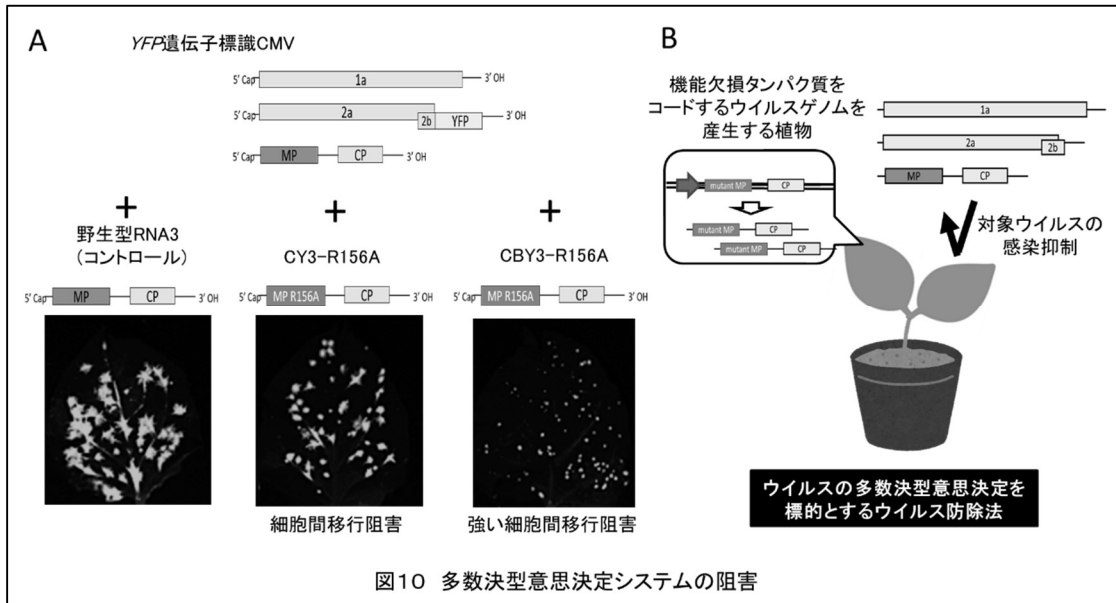 A
YFP遺伝子標識CMV
5' Cap 1a 3' OH
5' Cap 2a 2b YFP 3' OH
5' Cap MP CP 3' OH
+
野生型RNA3
(コントロール)
5' Cap MP CP 3' OH
+
CY3-R156A
5' Cap MP R156A CP 3' OH
細胞間移行阻害
+
CBY3-R156A
5' Cap MP R156A CP 3' OH
強い細胞間移行阻害
B
機能欠損タンパク質を
コードするウイルスゲノムを
産生する植物
mutant MP CP
mutant MP CP
mutant MP CP
1a
2a 2b
MP CP
対象ウイルスの
感染抑制
ウイルスの多数決型意思決定を
標的とするウイルス防除法
図10 多数決型意思決定システムの阻害